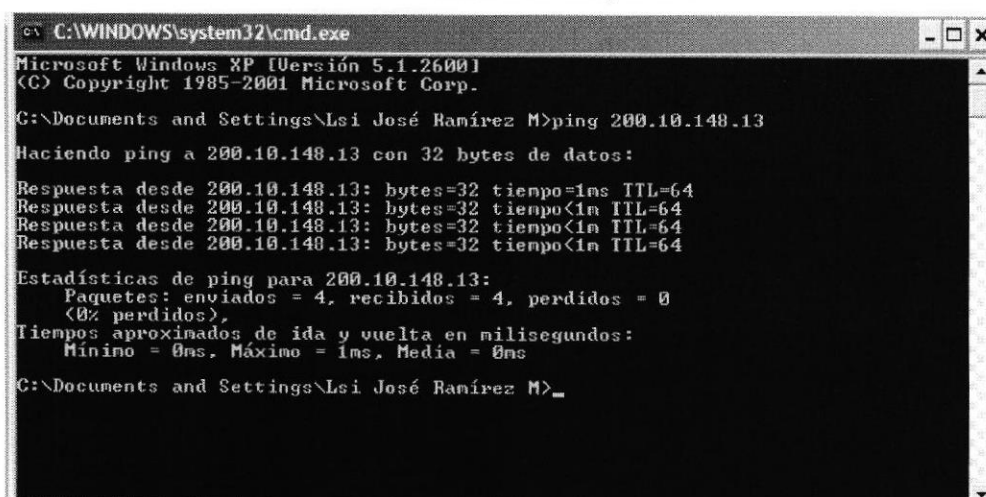 C:\WINDOWS\system32\cmd.exe
Microsoft Windows XP [Versión 5.1.2600]
(C) Copyright 1985-2001 Microsoft Corp.
C:\Documents and Settings\Lsi José Ramírez M>ping 200.10.148.13
Haciendo ping a 200.10.148.13 con 32 bytes de datos:
Respuesta desde 200.10.148.13: bytes=32 tiempo=1ms TTL=64
Respuesta desde 200.10.148.13: bytes=32 tiempo<1m TTL=64
Respuesta desde 200.10.148.13: bytes=32 tiempo<1m TTL=64
Respuesta desde 200.10.148.13: bytes=32 tiempo<1m TTL=64
Estadísticas de ping para 200.10.148.13:
Paquetes: enviados = 4, recibidos = 4, perdidos = 0
(0% perdidos),
Tiempos aproximados de ida y vuelta en milisegundos:
Mínimo = 0ms, Máximo = 1ms, Media = 0ms
C:\Documents and Settings\Lsi José Ramírez M>_